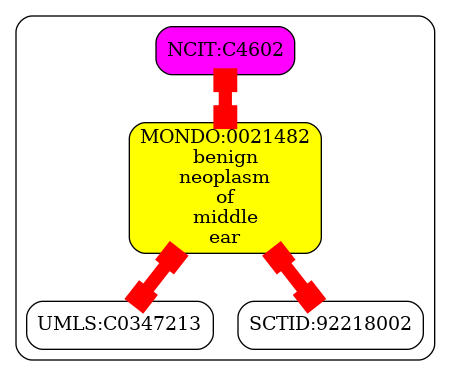 NCIT:C4602
MONDO:0021482
benign
neoplasm
of
middle
ear
UMLS:C0347213
SCTID:92218002